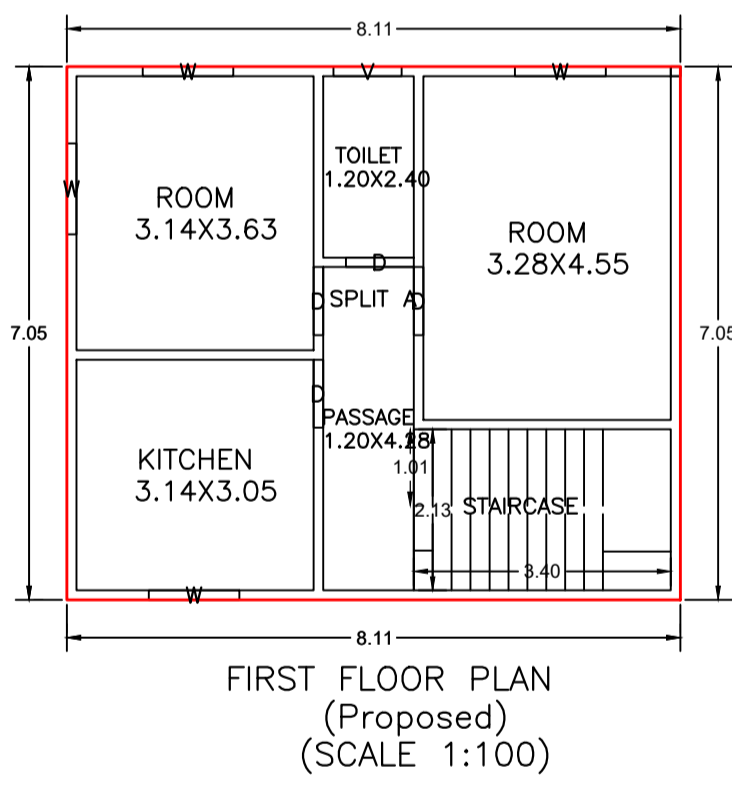 8.11
W
V
W
W
TOILET
1.20X2.40
ROOM
3.14X3.63
ROOM
3.28X4.55
D
D
SPLIT A
D
7.05
7.05
D
PASSAGE
1.20X4.28
KITCHEN
3.14X3.05
1.01
2.13
STAIRCASE
3.40
W
8.11
FIRST FLOOR PLAN
(Proposed)
(SCALE 1:100)